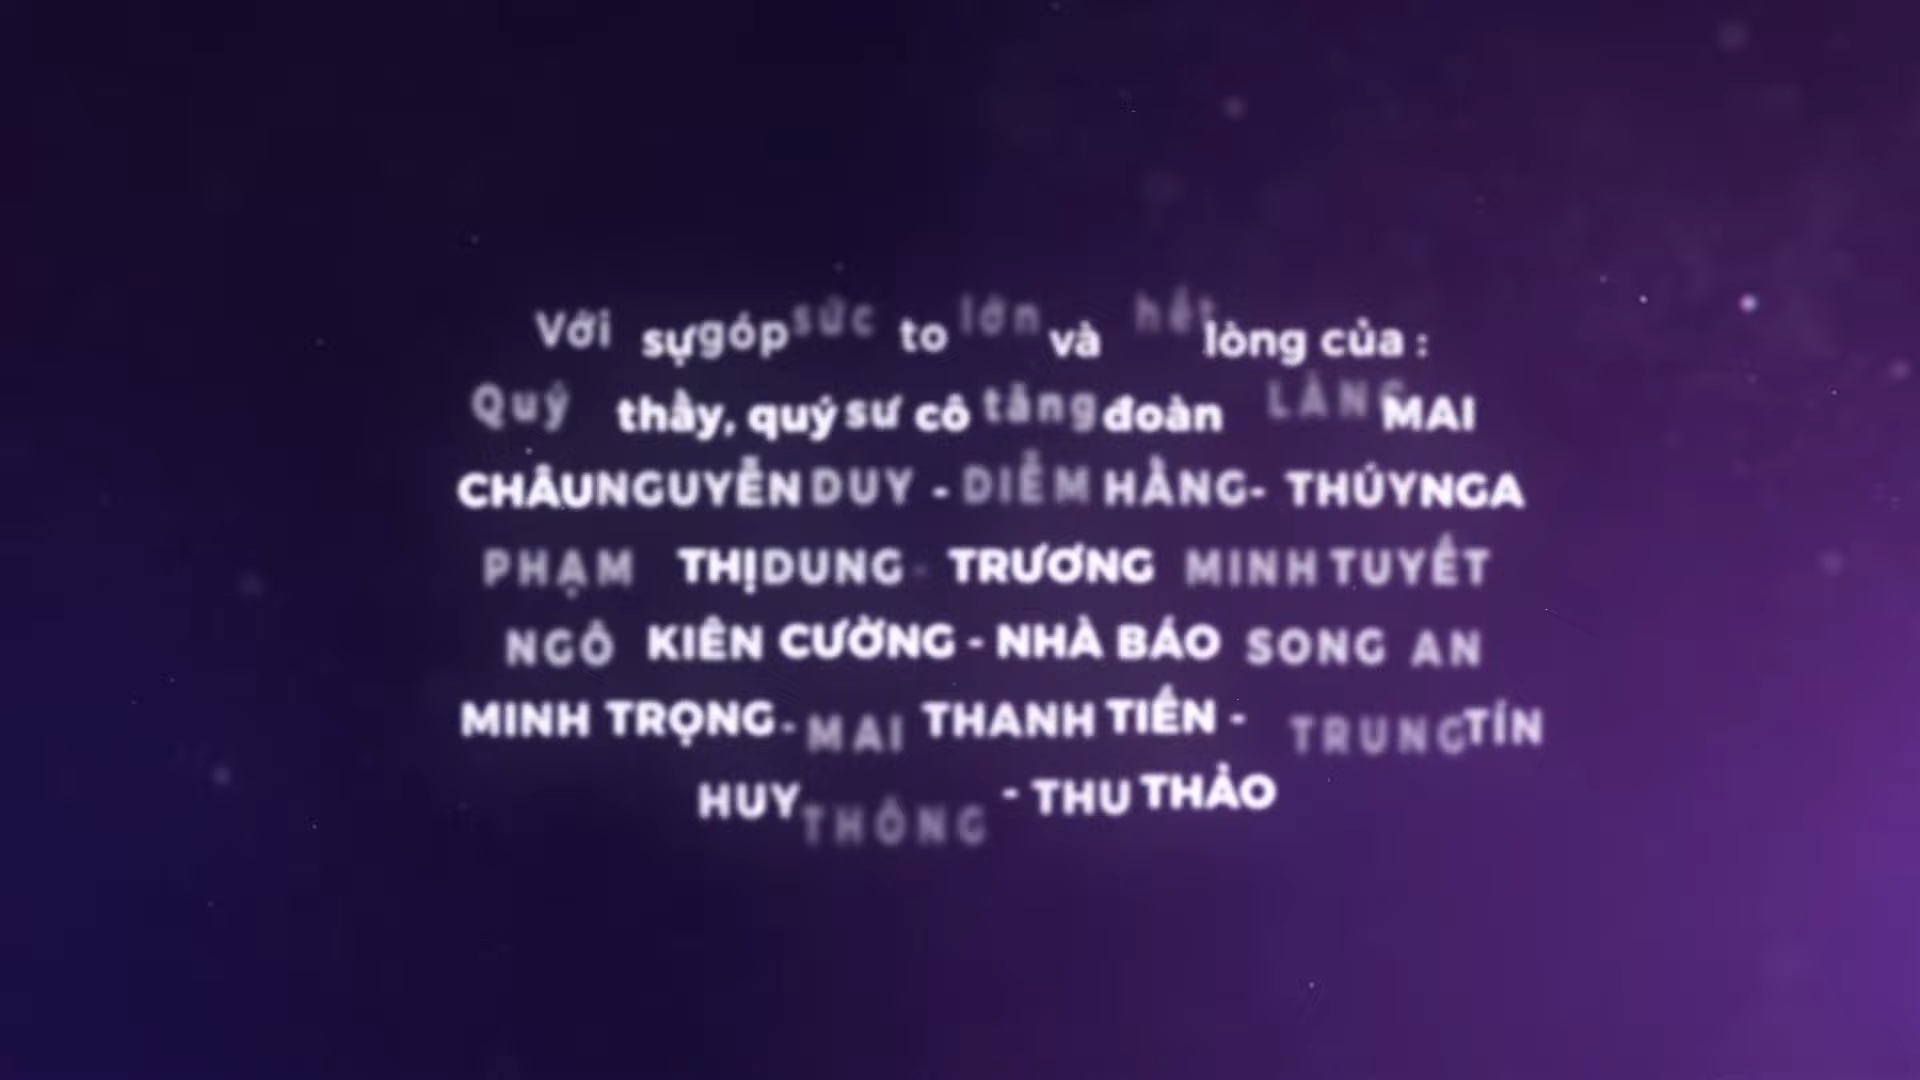 Với sự góp sức to lớn và hết lòng của :
Quý thầy, quý sư cô tăng đoàn LÀNG MAI
CHÂU NGUYỄN DUY - DIỄM HẰNG - THÚY NGA
PHẠM THỊ DUNG - TRƯƠNG MINH TUYẾT
NGÔ KIÊN CƯỜNG - NHÀ BÁO SONG AN
MINH TRỌNG - MAI THANH TIẾN - TRUNG TÍN
HUY THÔNG - THU THẢO